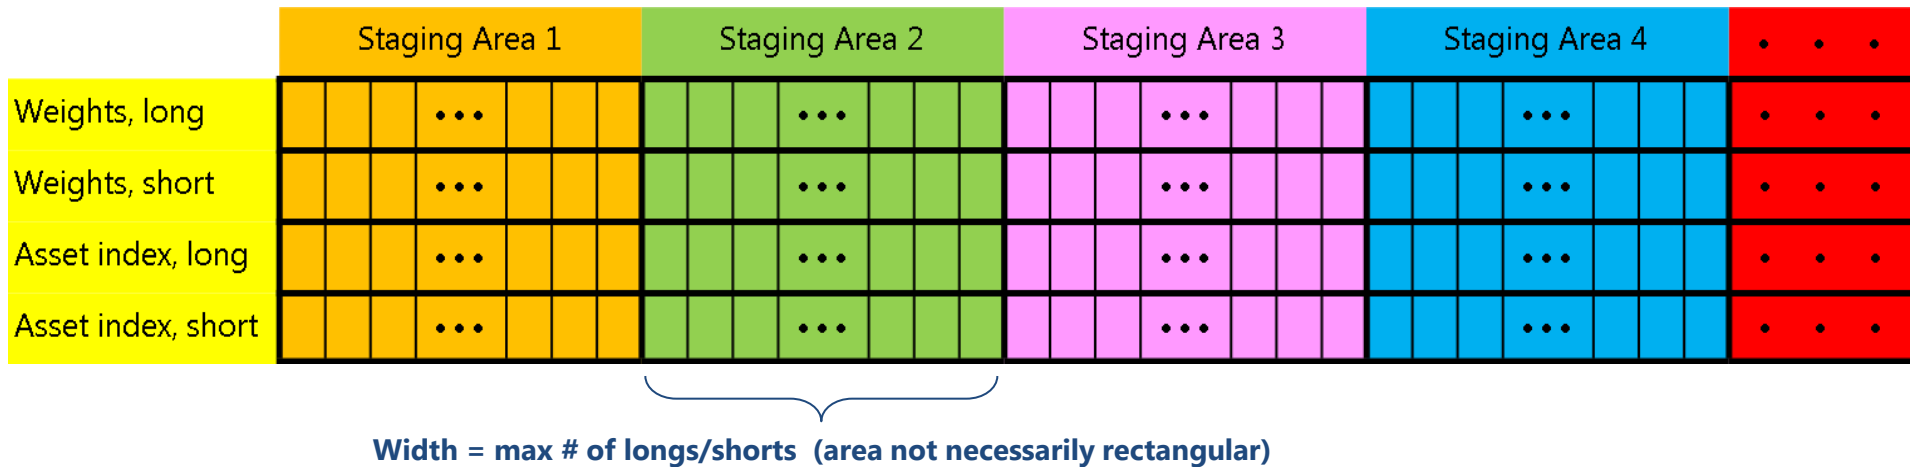 Staging Area 1 Staging Area 2 Staging Area 3 Staging Area 4 • • •
Weights, long ••• ••• ••• ••• • • •
Weights, short ••• ••• ••• ••• • • •
Asset index, long ••• ••• ••• ••• • • •
Asset index, short ••• ••• ••• ••• • • •
Width = max # of longs/shorts (area not necessarily rectangular)